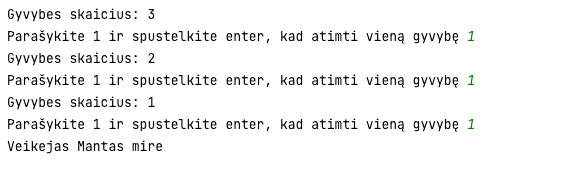 Gyvybes skaicius: 3
Parašykite 1 ir spustelkite enter, kad atimti vieną gyvybę 1
Gyvybes skaicius: 2
Parašykite 1 ir spustelkite enter, kad atimti vieną gyvybę 1
Gyvybes skaicius: 1
Parašykite 1 ir spustelkite enter, kad atimti vieną gyvybę 1
Veikejas Mantas mire